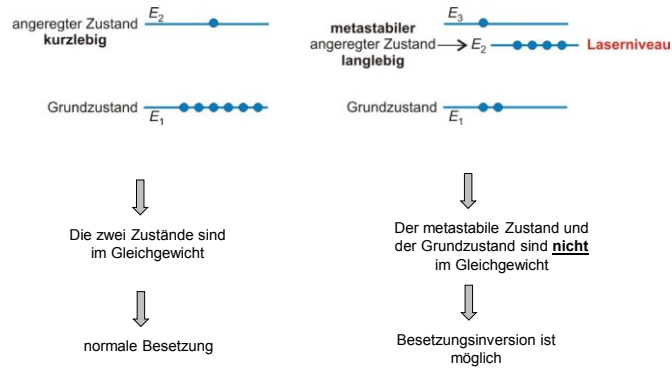 angeregter Zustand E2
kurzlebig
Grundzustand
E1
Die zwei Zustände sind
im Gleichgewicht
normale Besetzung
E3
metastabiler
angeregter Zustand E2 Laserniveau
langlebig
Grundzustand
E1
Der metastabile Zustand und
der Grundzustand sind nicht
im Gleichgewicht
Besetzungsinversion ist
möglich